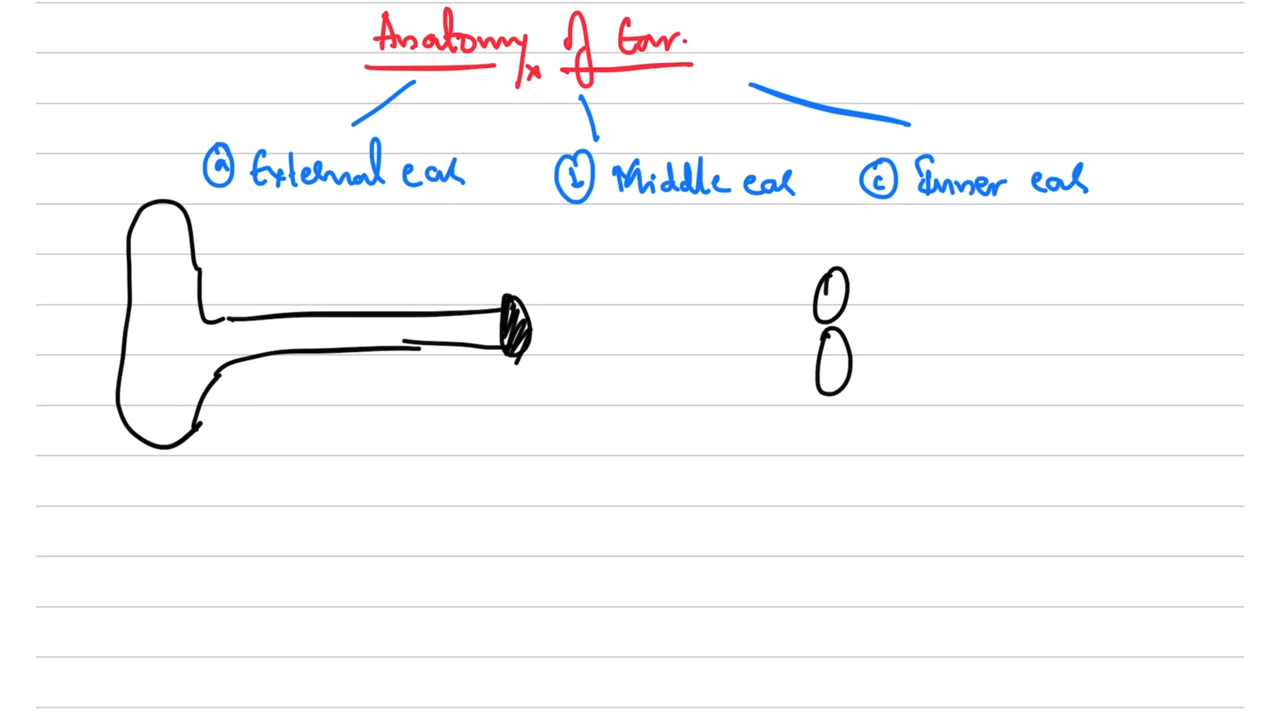 Anatomy of Ear.
ⓐ External ear ⓑ Middle ear ⓒ Inner ear